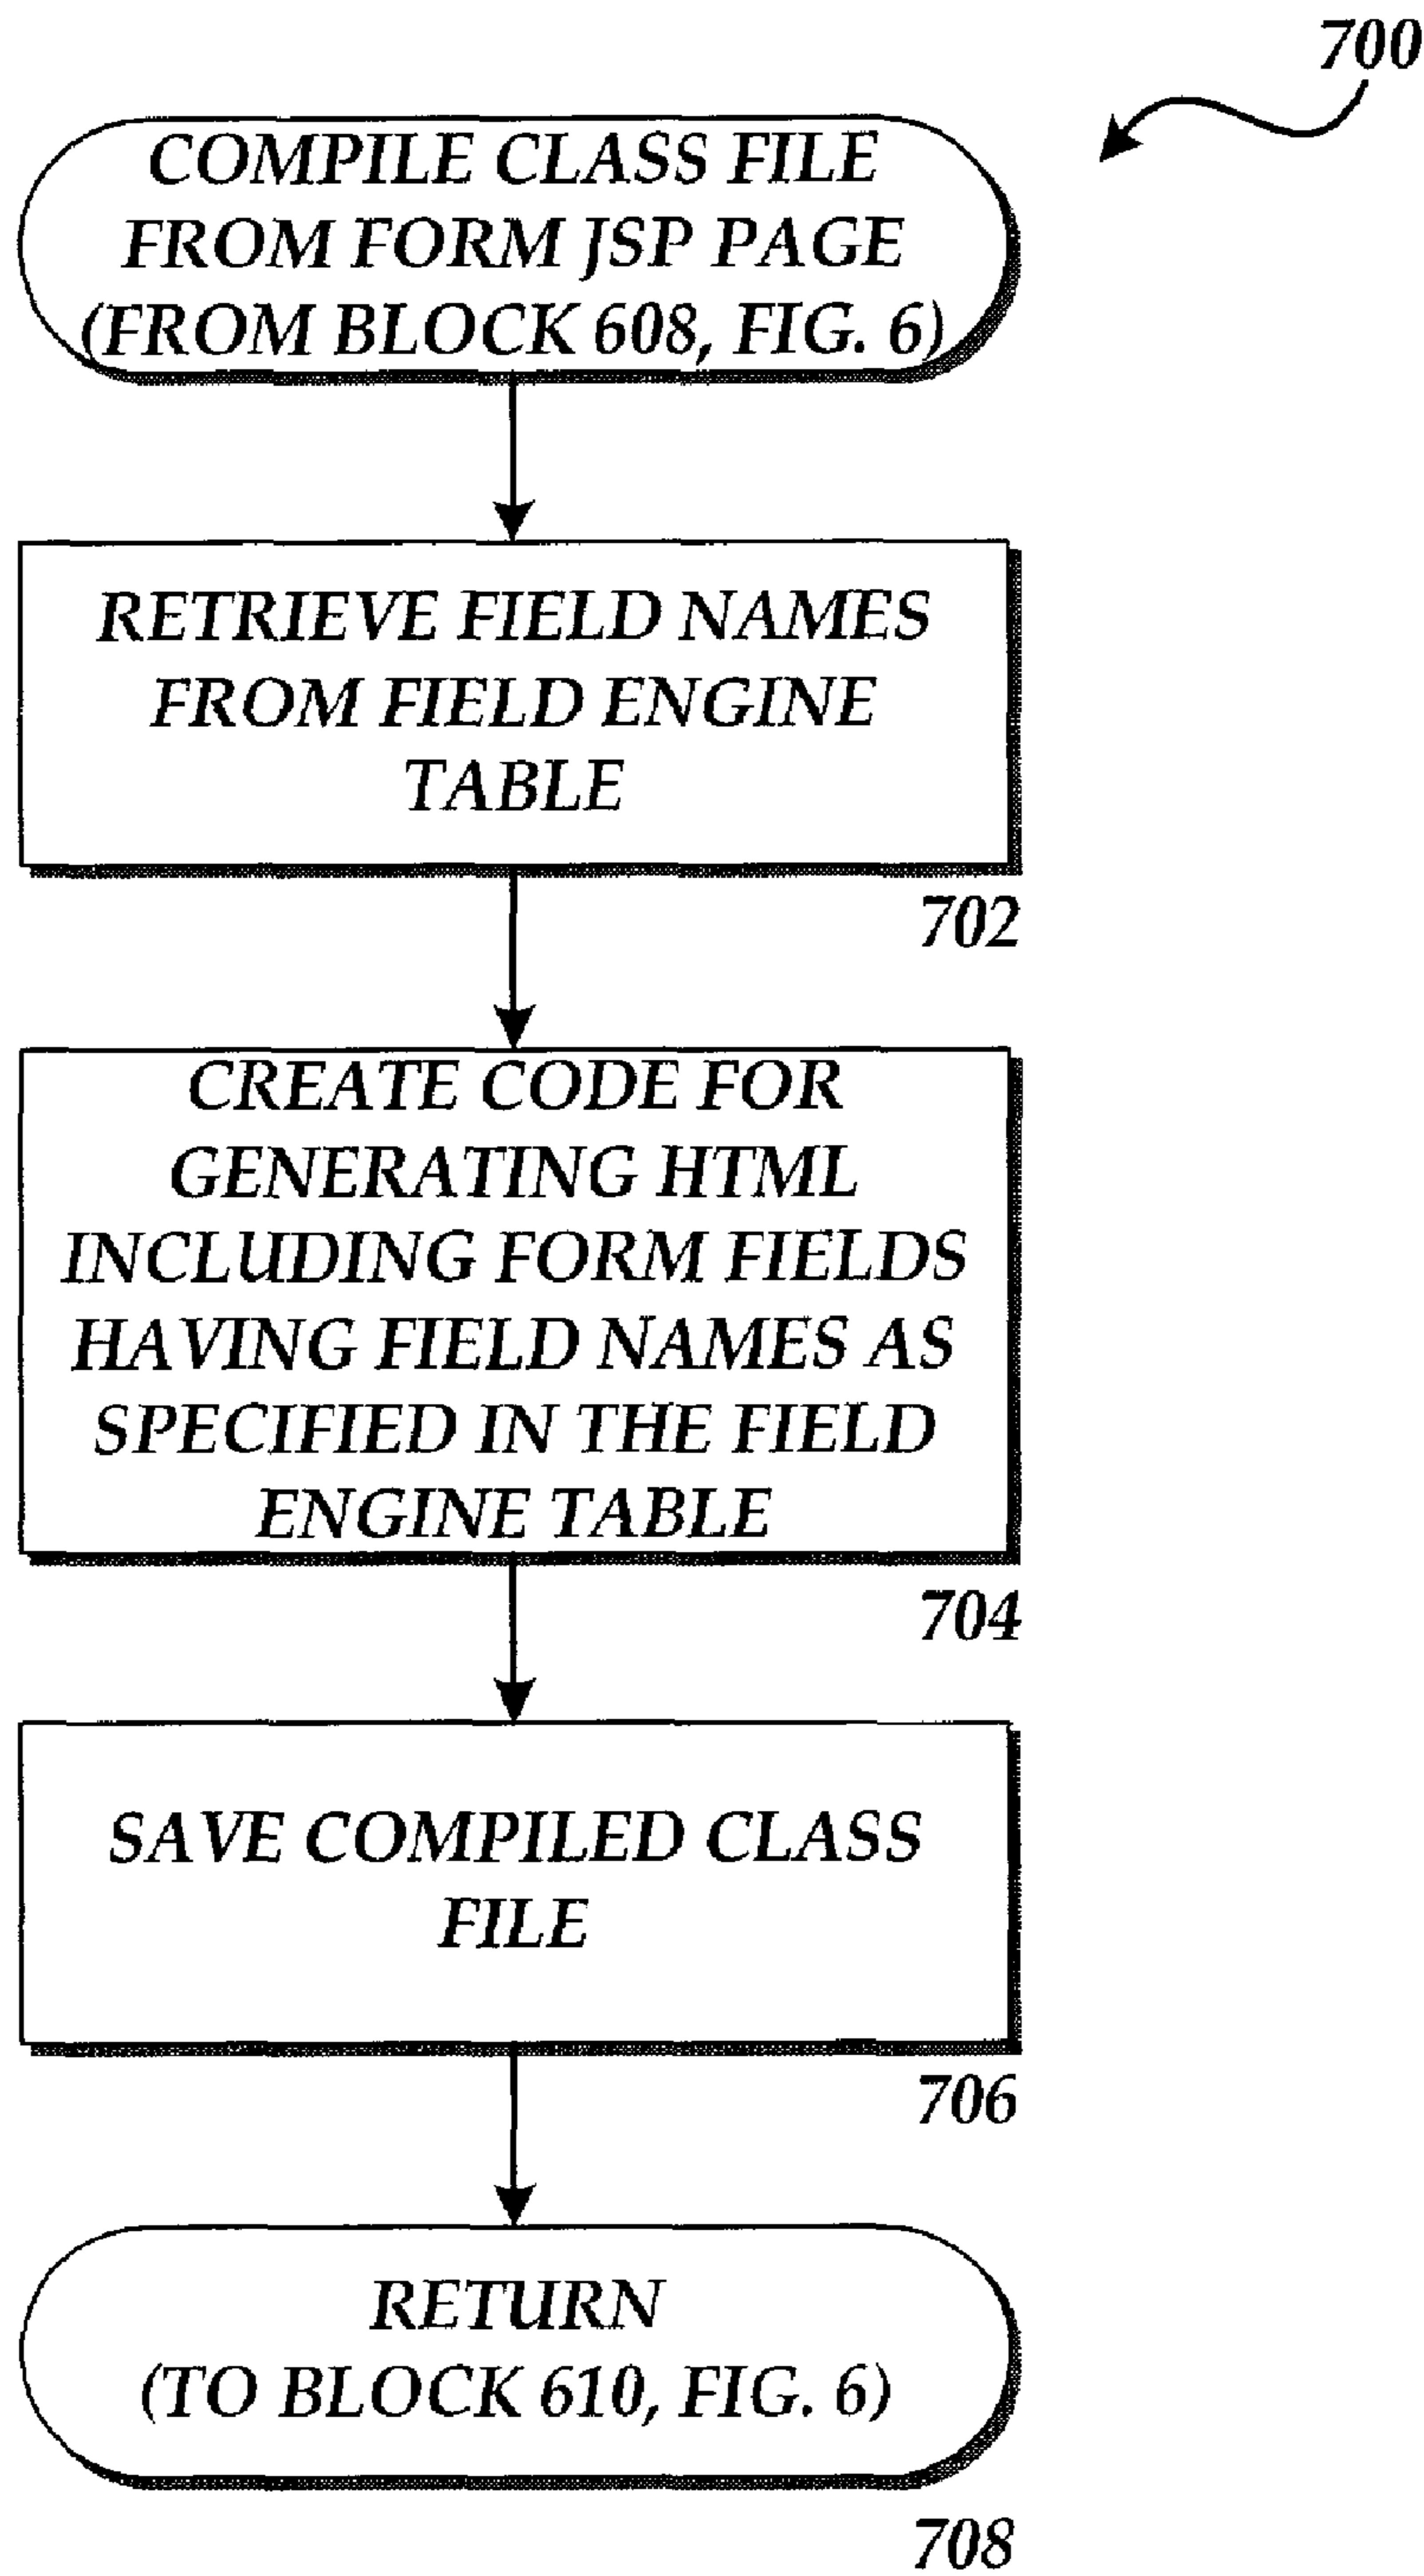 700
COMPILE CLASS FILE
FROM FORM JSP PAGE
(FROM BLOCK 608, FIG. 6)
RETRIEVE FIELD NAMES
FROM FIELD ENGINE
TABLE
702
CREATE CODE FOR
GENERATING HTML
INCLUDING FORM FIELDS
HAVING FIELD NAMES AS
SPECIFIED IN THE FIELD
ENGINE TABLE
704
SAVE COMPILED CLASS
FILE
706
RETURN
(TO BLOCK 610, FIG. 6)
708